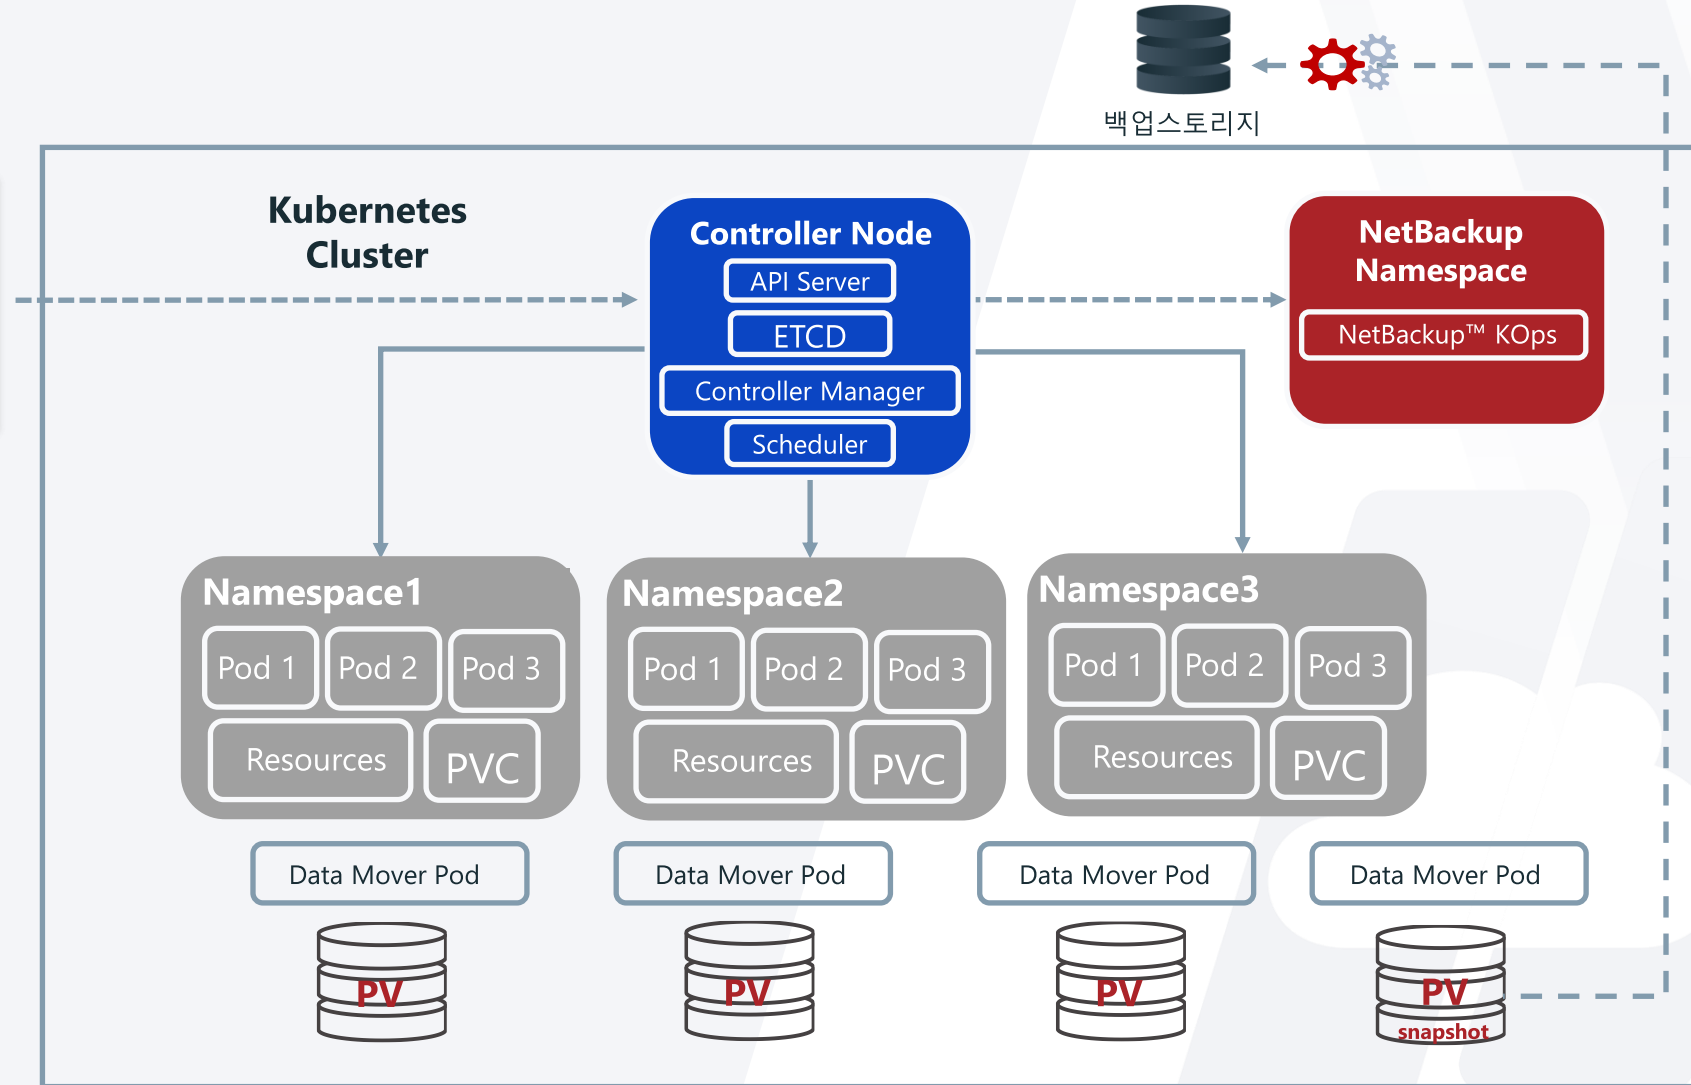 백업스토리지
Kubernetes
Cluster
Controller Node
API Server
ETCD
Controller Manager
Scheduler
NetBackup
Namespace
NetBackup™ KOps
Namespace1
Pod 1
Pod 2
Pod 3
Resources
PVC
Namespace2
Pod 1
Pod 2
Pod 3
Resources
PVC
Namespace3
Pod 1
Pod 2
Pod 3
Resources
PVC
Data Mover Pod
Data Mover Pod
Data Mover Pod
Data Mover Pod
PV
PV
PV
PV
snapshot